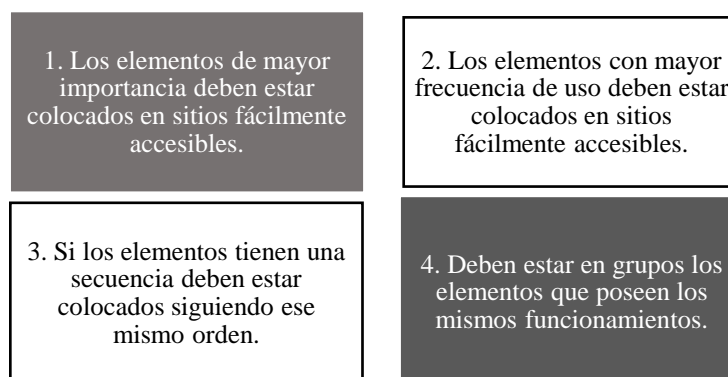 1. Los elementos de mayor
importancia deben estar
colocados en sitios fácilmente
accesibles.
2. Los elementos con mayor
frecuencia de uso deben estar
colocados en sitios
fácilmente accesibles.
3. Si los elementos tienen una
secuencia deben estar
colocados siguiendo ese
mismo orden.
4. Deben estar en grupos los
elementos que poseen los
mismos funcionamientos.